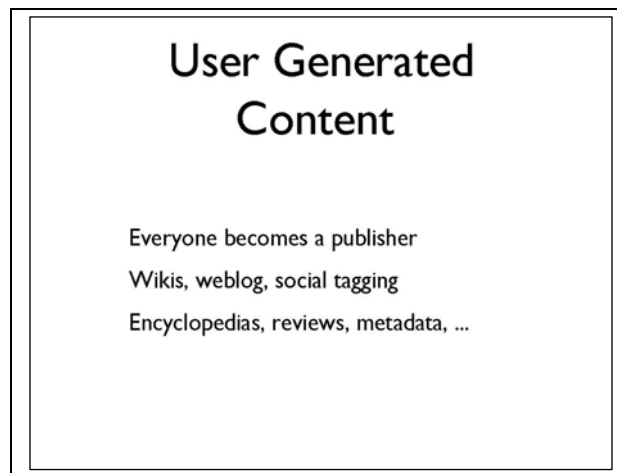 User Generated
Content
Everyone becomes a publisher
Wikis, weblog, social tagging
Encyclopedias, reviews, metadata, ...